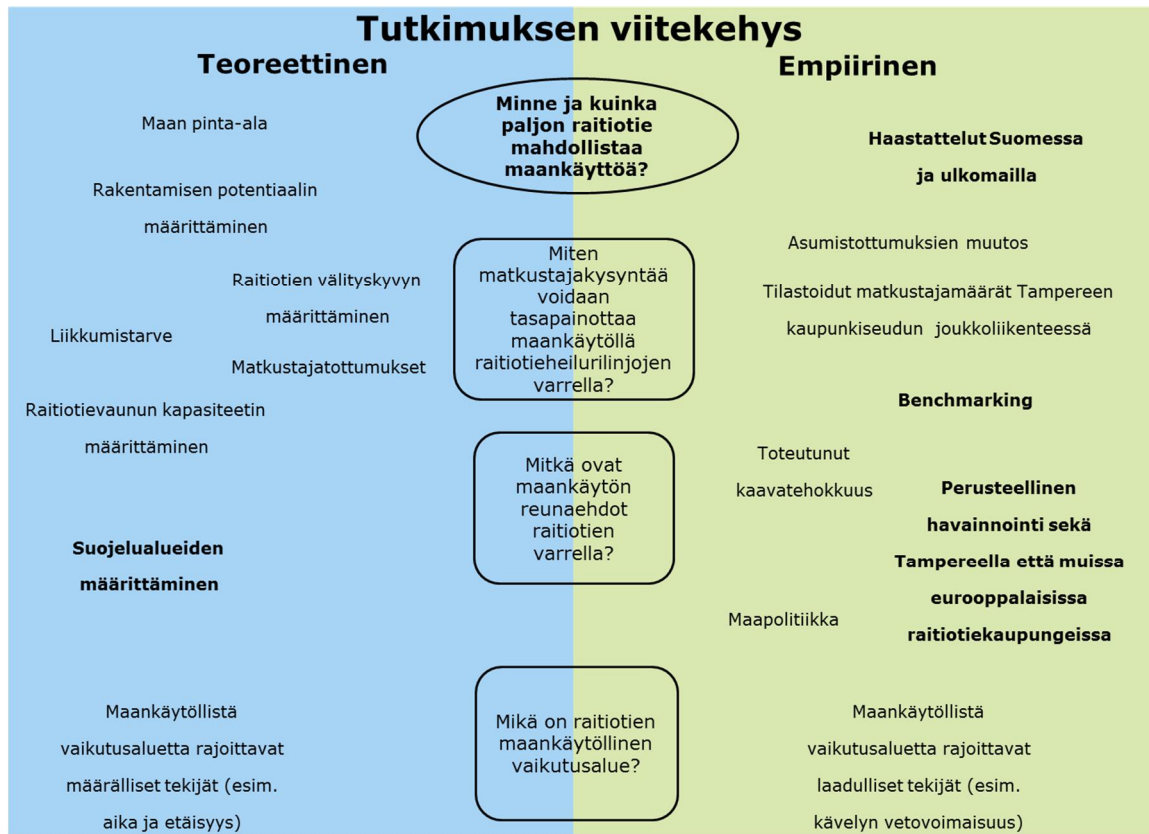 Tutkimuksen viitekehys
Teoreettinen
Empiirinen
Minne ja kuinka
paljon raitiotie
mahdollistaa
maankäyttöä?
Maan pinta-ala
Haastattelut Suomessa
ja ulkomailla
Rakentamisen potentiaalin
määrittäminen
Miten
matkustajakysyntää
voidaan
tasapainottaa
maankäytöllä
raitiotieheilurilinjojen
varrella?
Asumistottumuksien muutos
Raitiotien välityskyvyn
määrittäminen
Tilastoidut matkustajamäärät Tampereen
kaupunkiseudun joukkoliikenteessä
Liikkumistarve
Matkustajatottumukset
Raitiotievaunun kapasiteetin
määrittäminen
Benchmarking
Mitkä ovat
maankäytön
reunaehdot
raitiotien
varrella?
Toteutunut
kaavatehokkuus
Perusteellinen
havainnointi sekä
Tampereella että muissa
eurooppalaisissa
raitiotiekaupungeissa
Suojelualueiden
määrittäminen
Maapolitiikka
Maankäytöllistä
vaikutusaluetta rajoittavat
määrälliset tekijät (esim.
aika ja etäisyys)
Mikä on raitiotien
maankäytöllinen
vaikutusalue?
Maankäytöllistä
vaikutusaluetta rajoittavat
laadulliset tekijät (esim.
kävelyn vetovoimaisuus)